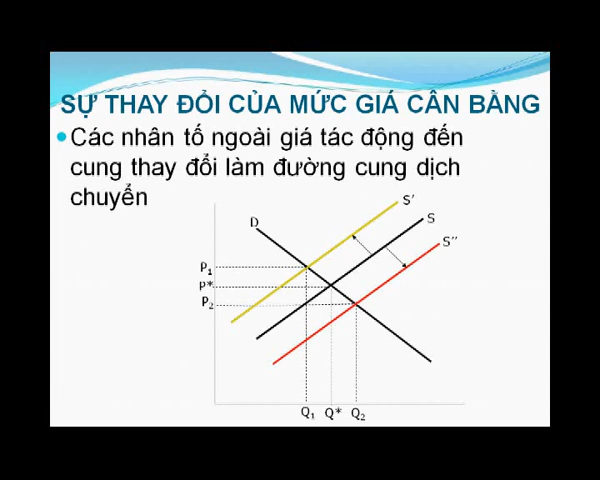 SỰ THAY ĐỔI CỦA MỨC GIÁ CÂN BẰNG
Các nhân tố ngoài giá tác động đến
cung thay đổi làm đường cung dịch
chuyển
S'
D
S
S''
P₁
P*
P₂
Q₁ Q* Q₂